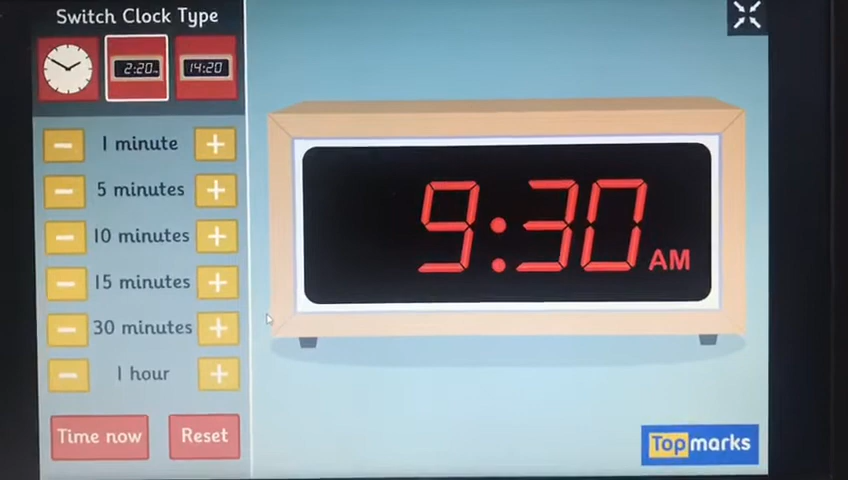 Switch Clock Type
2:20
14:20
1 minute
5 minutes
10 minutes
15 minutes
30 minutes
1 hour
Time now
Reset
9:30 AM
Topmarks